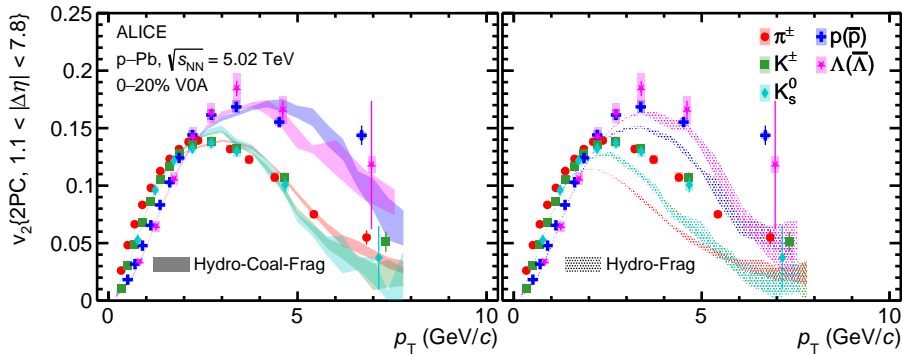 v₂{2PC, 1.1 < |Δη| < 7.8}
0.25
0.2
0.15
0.1
0.05
0
ALICE
p–Pb, √s_NN = 5.02 TeV
0–20% V0A
Hydro-Coal-Frag
0 5 10
p_T (GeV/c)
π± p(p̅)
K± Λ(Λ̅)
K⁰_s
Hydro-Frag
0 5 10
p_T (GeV/c)